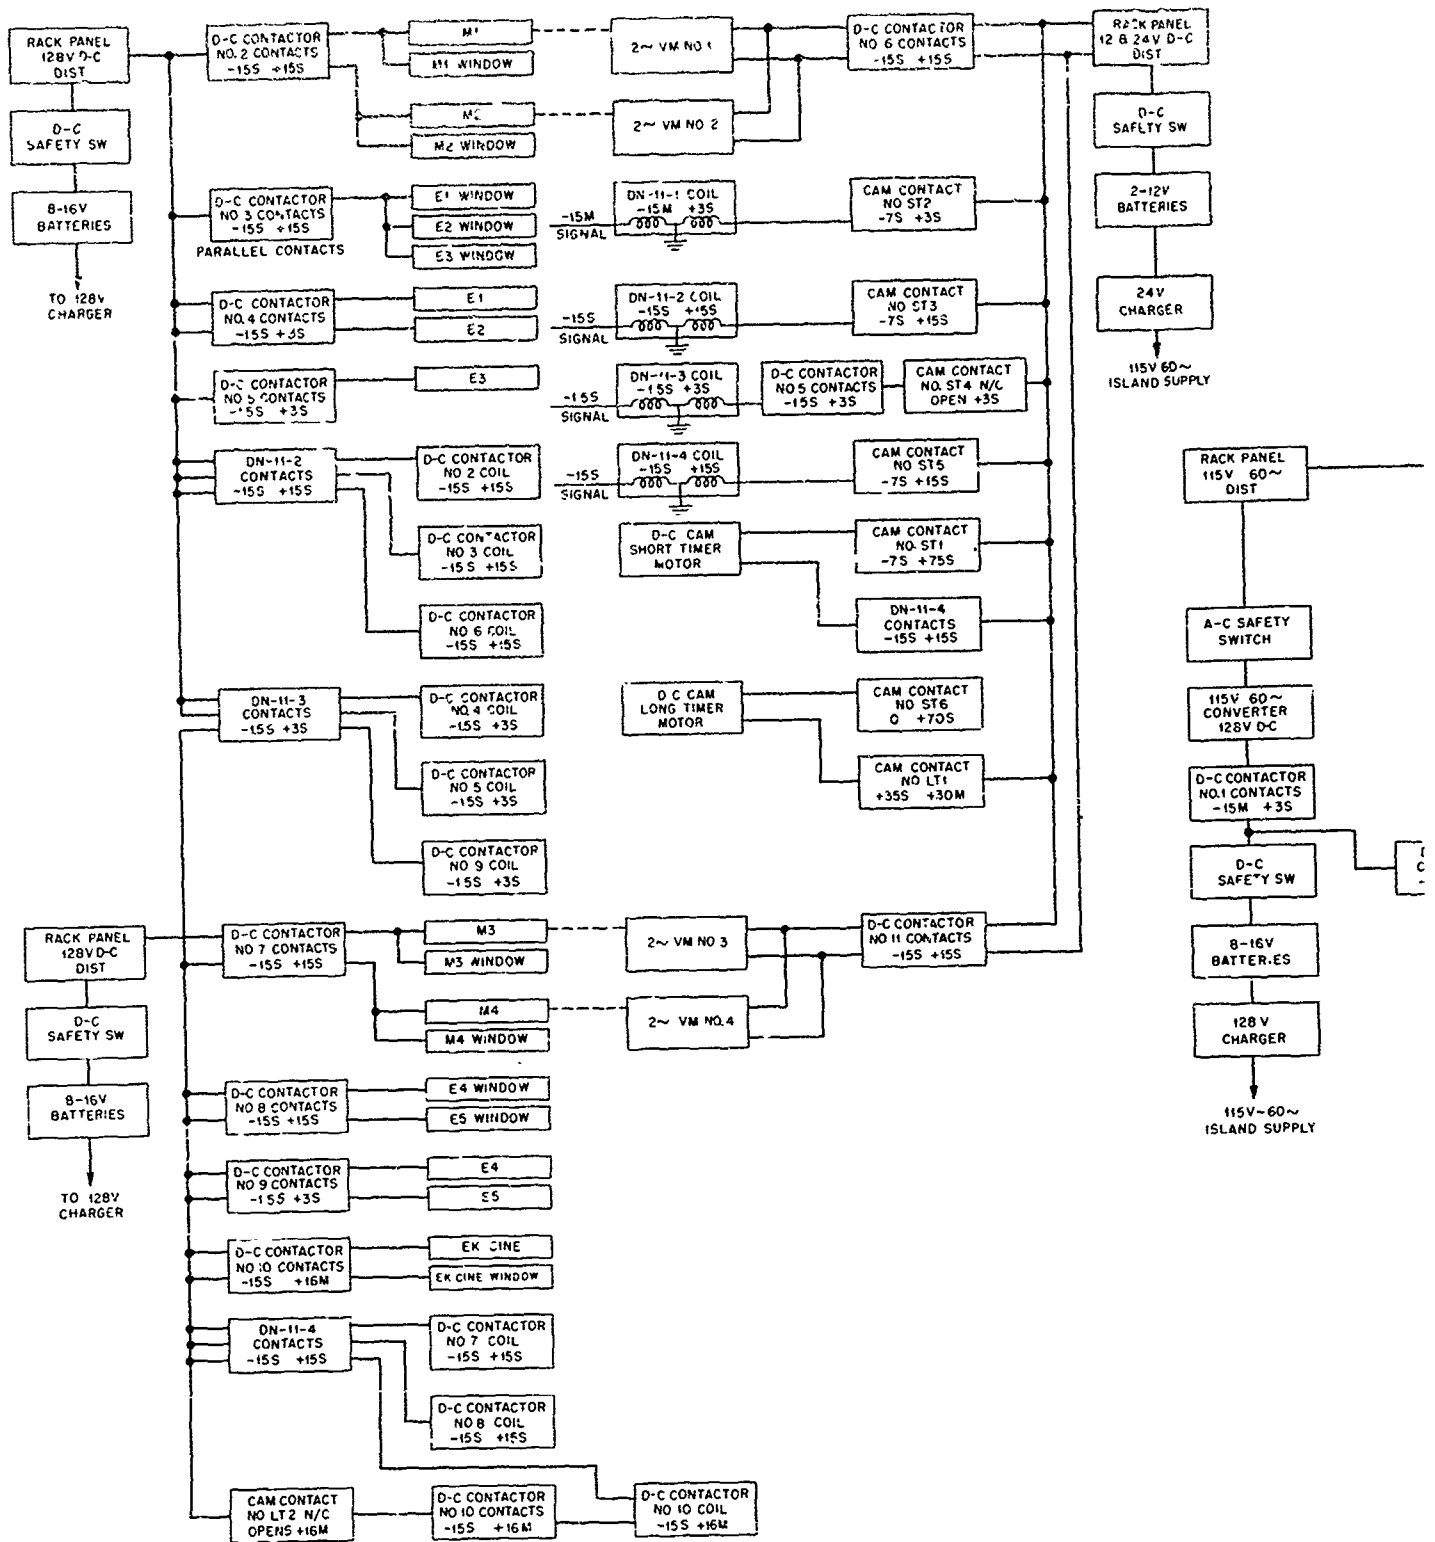 RACK PANEL
128V D-C
DIST
D-C
SAFETY SW
8-16V
BATTERIES
TO 128V
CHARGER
D-C CONTACTOR
NO. 2 CONTACTS
-15S +15S
M1
M1 WINDOW
M2
M2 WINDOW
2~ VM NO. 1
2~ VM NO. 2
D-C CONTACTOR
NO 6 CONTACTS
-15S +15S
RACK PANEL
12 & 24V D-C
DIST
D-C
SAFETY SW
2-12V
BATTERIES
24V
CHARGER
115V 60~
ISLAND SUPPLY
D-C CONTACTOR
NO 3 CONTACTS
-15S +15S
PARALLEL CONTACTS
E1 WINDOW
E2 WINDOW
E3 WINDOW
-15M
SIGNAL
DN-11-1 COIL
-15M +3S
CAM CONTACT
NO ST2
-7S +3S
D-C CONTACTOR
NO. 4 CONTACTS
-15S +3S
E1
E2
-15S
SIGNAL
DN-11-2 COIL
-15S +15S
CAM CONTACT
NO ST3
-7S +15S
D-C CONTACTOR
NO 5 CONTACTS
-15S +3S
E3
-15S
SIGNAL
DN-11-3 COIL
-15S +3S
D-C CONTACTOR
NO 5 CONTACTS
-15S +3S
CAM CONTACT
NO. ST4 N/C
OPEN +3S
DN-11-2
CONTACTS
-15S +15S
D-C CONTACTOR
NO 2 COIL
-15S +15S
-15S
SIGNAL
DN-11-4 COIL
-15S +15S
CAM CONTACT
NO ST5
-7S +15S
D-C CONTACTOR
NO 3 COIL
-15S +15S
D-C CAM
SHORT TIMER
MOTOR
CAM CONTACT
NO. ST1
-7S +75S
D-C CONTACTOR
NO 6 COIL
-15S +15S
DN-11-4
CONTACTS
-15S +15S
DN-11-3
CONTACTS
-15S +3S
D-C CONTACTOR
NO. 4 COIL
-15S +3S
D C CAM
LONG TIMER
MOTOR
CAM CONTACT
NO ST6
0 +70S
D-C CONTACTOR
NO 5 COIL
-15S +3S
CAM CONTACT
NO LT1
+35S +30M
D-C CONTACTOR
NO 9 COIL
-15S +3S
RACK PANEL
115V 60~
DIST
A-C SAFETY
SWITCH
115V 60~
CONVERTER
128V D-C
D-C CONTACTOR
NO. 1 CONTACTS
-15M +3S
D-C
SAFETY SW
8-16V
BATTERIES
128V
CHARGER
115V~60~
ISLAND SUPPLY
RACK PANEL
128V D-C
DIST
D-C
SAFETY SW
8-16V
BATTERIES
TO 128V
CHARGER
D-C CONTACTOR
NO 7 CONTACTS
-15S +15S
M3
M3 WINDOW
M4
M4 WINDOW
2~ VM NO. 3
2~ VM NO. 4
D-C CONTACTOR
NO 11 CONTACTS
-15S +15S
D-C CONTACTOR
NO 8 CONTACTS
-15S +15S
E4 WINDOW
E5 WINDOW
D-C CONTACTOR
NO 9 CONTACTS
-15S +3S
E4
E5
D-C CONTACTOR
NO 10 CONTACTS
-15S +16M
EK CINE
EK CINE WINDOW
DN-11-4
CONTACTS
-15S +15S
D-C CONTACTOR
NO 7 COIL
-15S +15S
D-C CONTACTOR
NO 8 COIL
-15S +15S
CAM CONTACT
NO LT2 N/C
OPENS +16M
D-C CONTACTOR
NO 10 CONTACTS
-15S +16M
D-C CONTACTOR
NO 10 COIL
-15S +16M